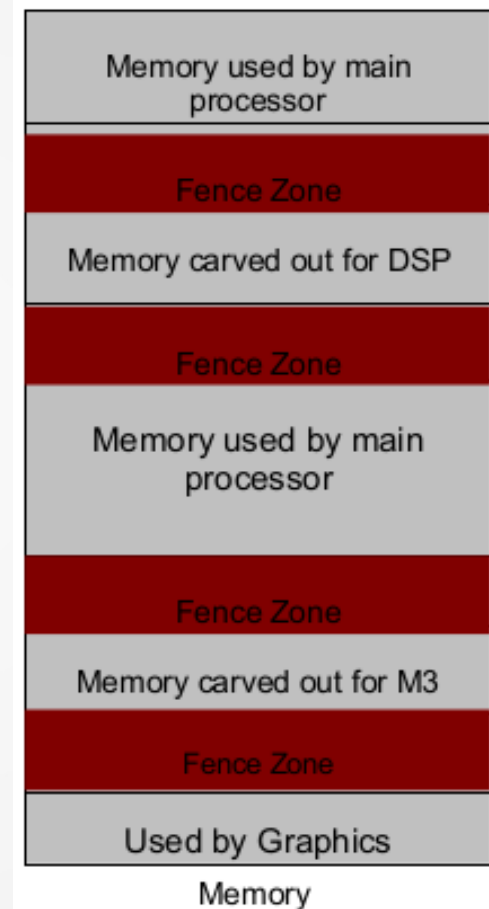 Memory used by main
processor
Fence Zone
Memory carved out for DSP
Fence Zone
Memory used by main
processor
Fence Zone
Memory carved out for M3
Fence Zone
Used by Graphics
Memory